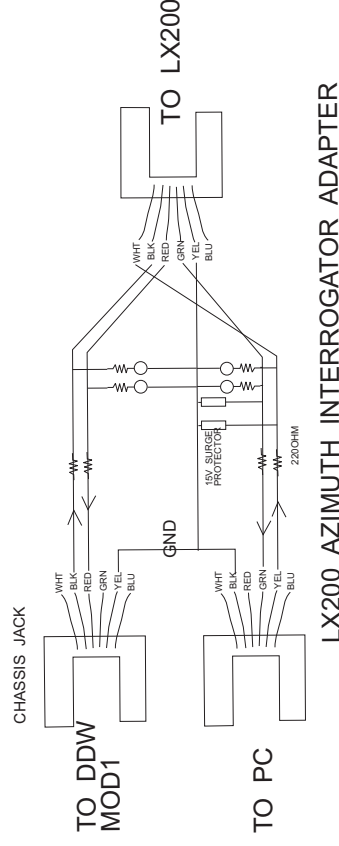 CHASSIS JACK
TO DDW
MOD1
WHT
BLK
RED
GRN
YEL
BLU
TO LX200
WHT
BLK
RED
GRN
YEL
BLU
GND
15V SURGE
PROTECTOR
220OHM
TO PC
WHT
BLK
RED
GRN
YEL
BLU
LX200 AZIMUTH INTERROGATOR ADAPTER